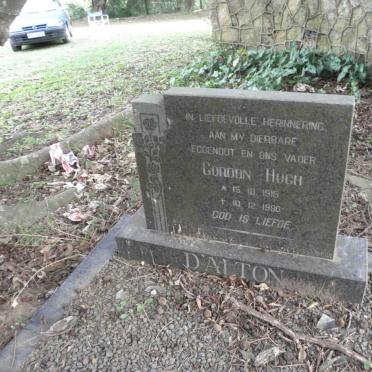 IN LIEFDEVOLLE HERINNERING
AAN MY DIERBARE
EGGENOOT EN ONS VADER
GORDON HUGH
* 15. 10. 1915
† 10. 12. 1990
GOD IS LIEFDE
D'ALTON